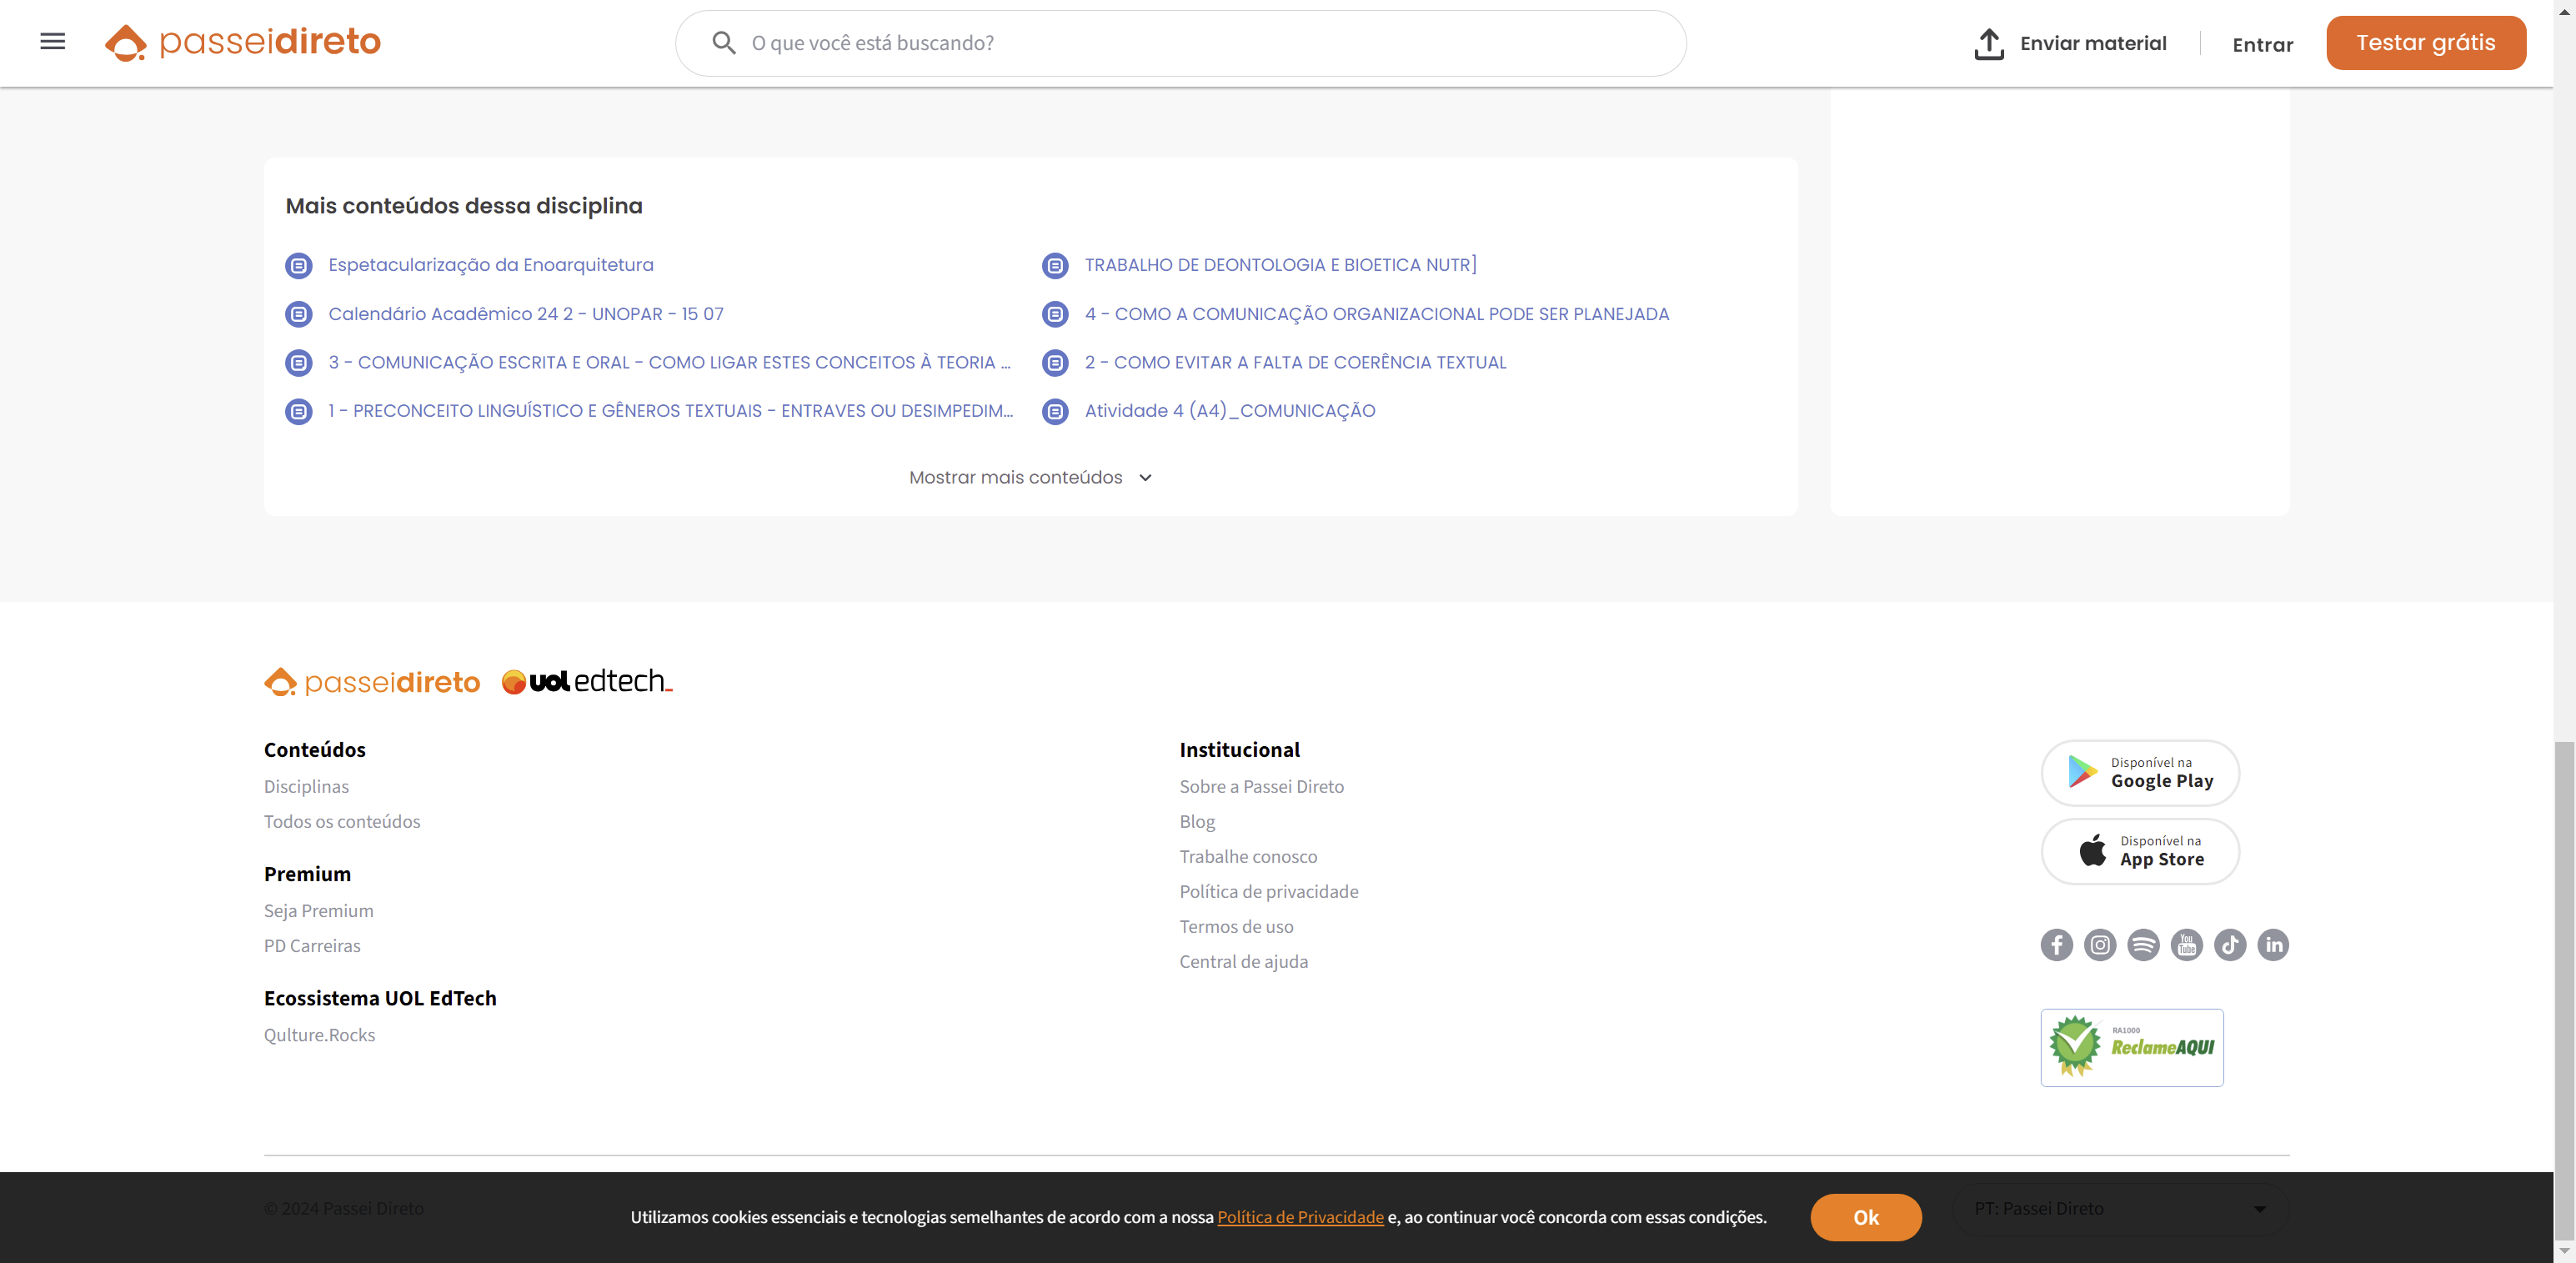 passeidireto
O que você está buscando?
Enviar material
Entrar
Testar grátis
Mais conteúdos dessa disciplina
Espetacularização da Enoarquitetura
TRABALHO DE DEONTOLOGIA E BIOETICA NUTR]
Calendário Acadêmico 24 2 - UNOPAR - 15 07
4 - COMO A COMUNICAÇÃO ORGANIZACIONAL PODE SER PLANEJADA
3 - COMUNICAÇÃO ESCRITA E ORAL - COMO LIGAR ESTES CONCEITOS À TEORIA ...
2 - COMO EVITAR A FALTA DE COERÊNCIA TEXTUAL
1 - PRECONCEITO LINGUÍSTICO E GÊNEROS TEXTUAIS - ENTRAVES OU DESIMPEDIM...
Atividade 4 (A4)_COMUNICAÇÃO
Mostrar mais conteúdos
passeidireto
uol edtech_
Conteúdos
Disciplinas
Todos os conteúdos
Premium
Seja Premium
PD Carreiras
Ecossistema UOL EdTech
Qulture.Rocks
Institucional
Sobre a Passei Direto
Blog
Trabalhe conosco
Política de privacidade
Termos de uso
Central de ajuda
Disponível na
Google Play
Disponível na
App Store
You
Tube
in
RA1000
ReclameAQUI
© 2024 Passei Direto
Utilizamos cookies essenciais e tecnologias semelhantes de acordo com a nossa Política de Privacidade e, ao continuar você concorda com essas condições.
Ok
PT: Passei Direto